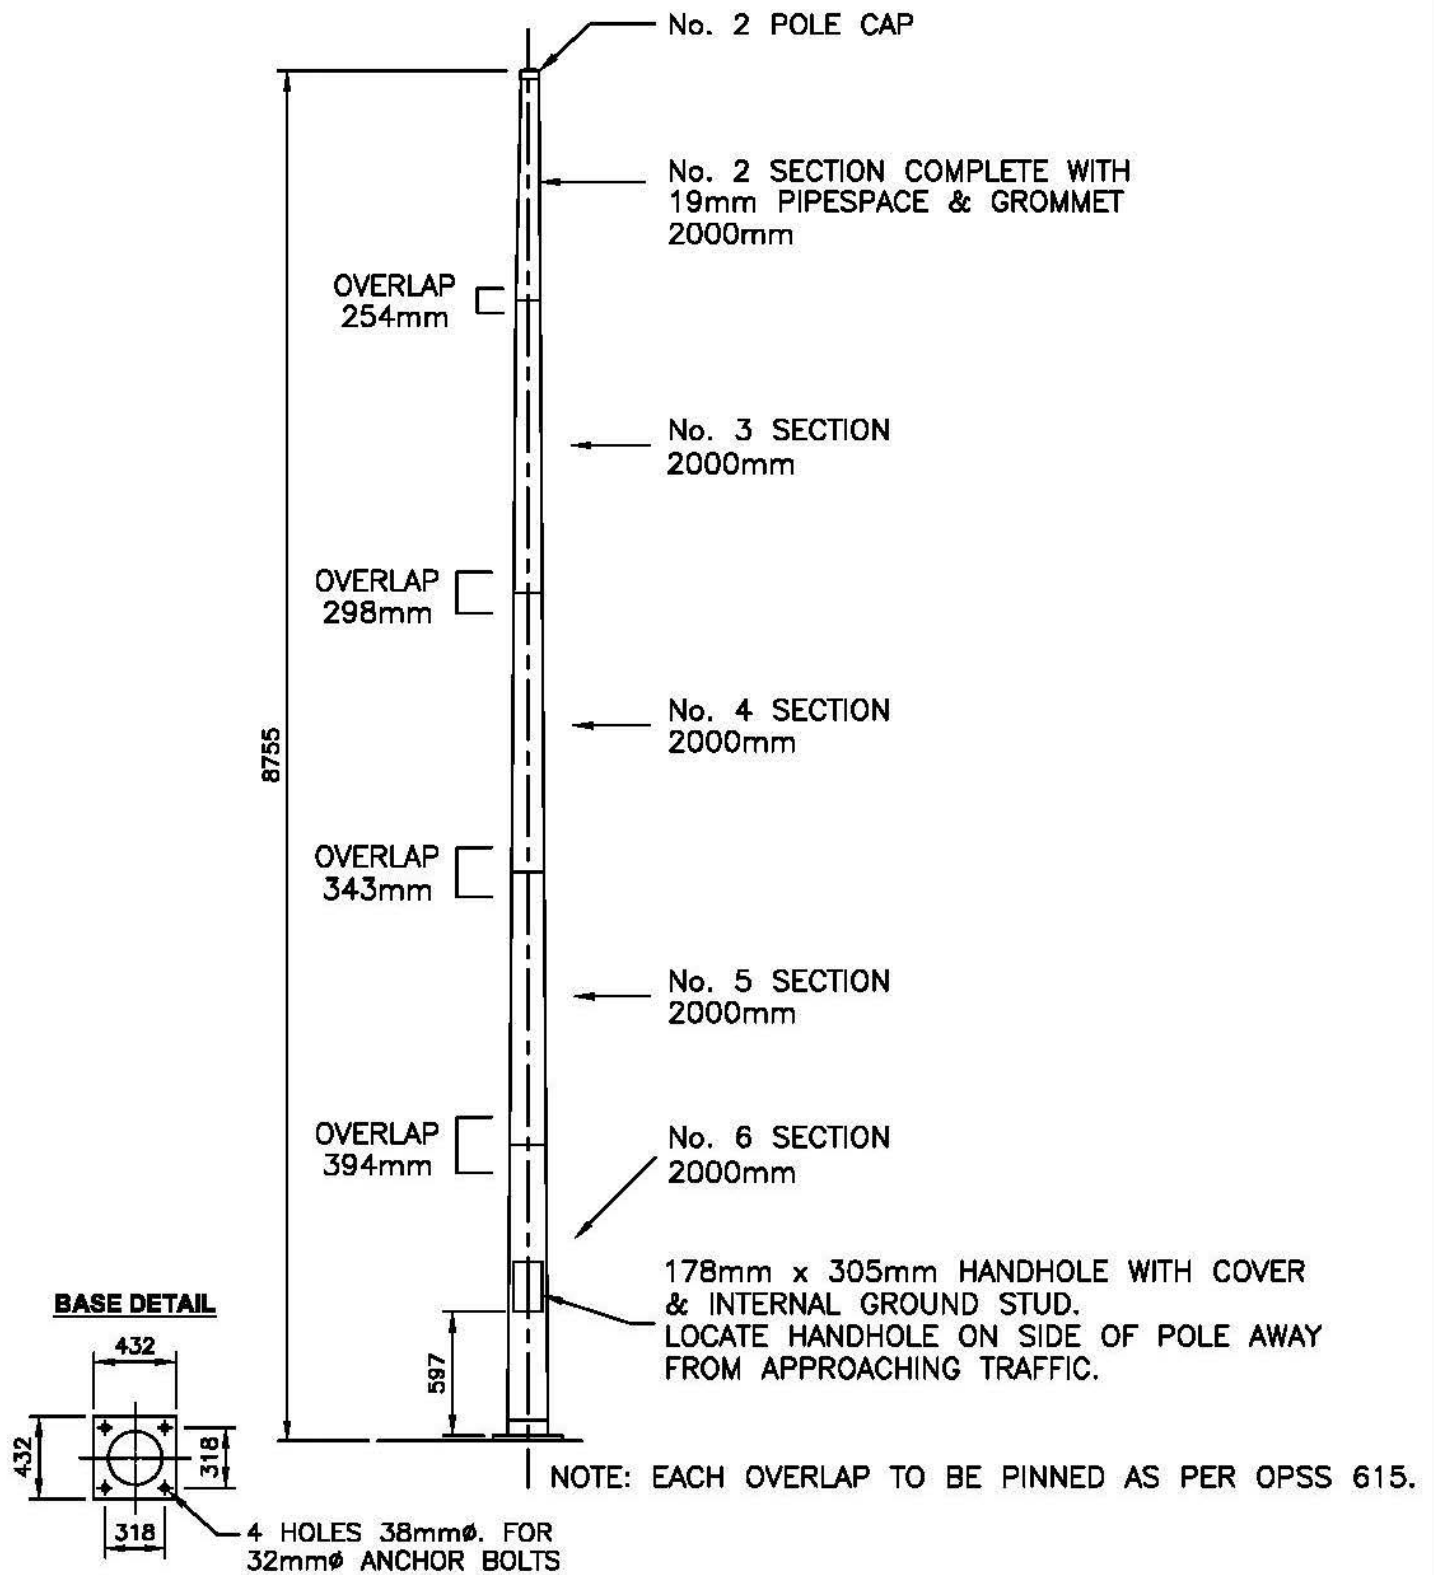 No. 2 POLE CAP
No. 2 SECTION COMPLETE WITH
19mm PIPESPACE & GROMMET
2000mm
OVERLAP
254mm
No. 3 SECTION
2000mm
OVERLAP
298mm
No. 4 SECTION
2000mm
8755
OVERLAP
343mm
No. 5 SECTION
2000mm
OVERLAP
394mm
No. 6 SECTION
2000mm
178mm x 305mm HANDHOLE WITH COVER
& INTERNAL GROUND STUD.
LOCATE HANDHOLE ON SIDE OF POLE AWAY
FROM APPROACHING TRAFFIC.
597
BASE DETAIL
432
432
318
318
4 HOLES 38mmø. FOR
32mmø ANCHOR BOLTS
NOTE: EACH OVERLAP TO BE PINNED AS PER OPSS 615.